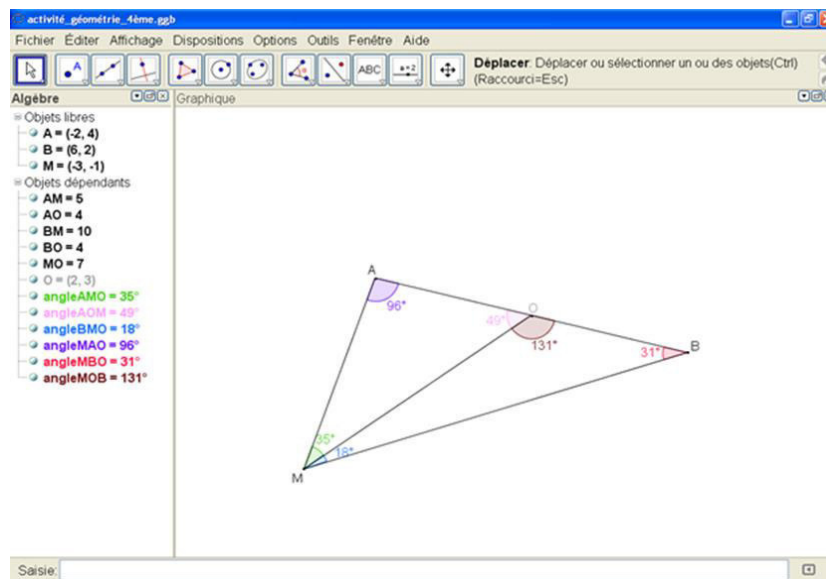 activité_géométrie_4ème.ggb
Fichier Éditer Affichage Dispositions Options Outils Fenêtre Aide
A
ABC
a=2
Déplacer: Déplacer ou sélectionner un ou des objets(Ctrl)
(Raccourci=Esc)
Algèbre
Graphique
Objets libres
A = (-2, 4)
B = (6, 2)
M = (-3, -1)
Objets dépendants
AM = 5
AO = 4
BM = 10
BO = 4
MO = 7
O = (2, 3)
angleAMO = 35°
angleAOM = 49°
angleBMO = 18°
angleMAO = 96°
angleMBO = 31°
angleMOB = 131°
A
96°
O
49°
131°
31°
B
35°
18°
M
Saisie: